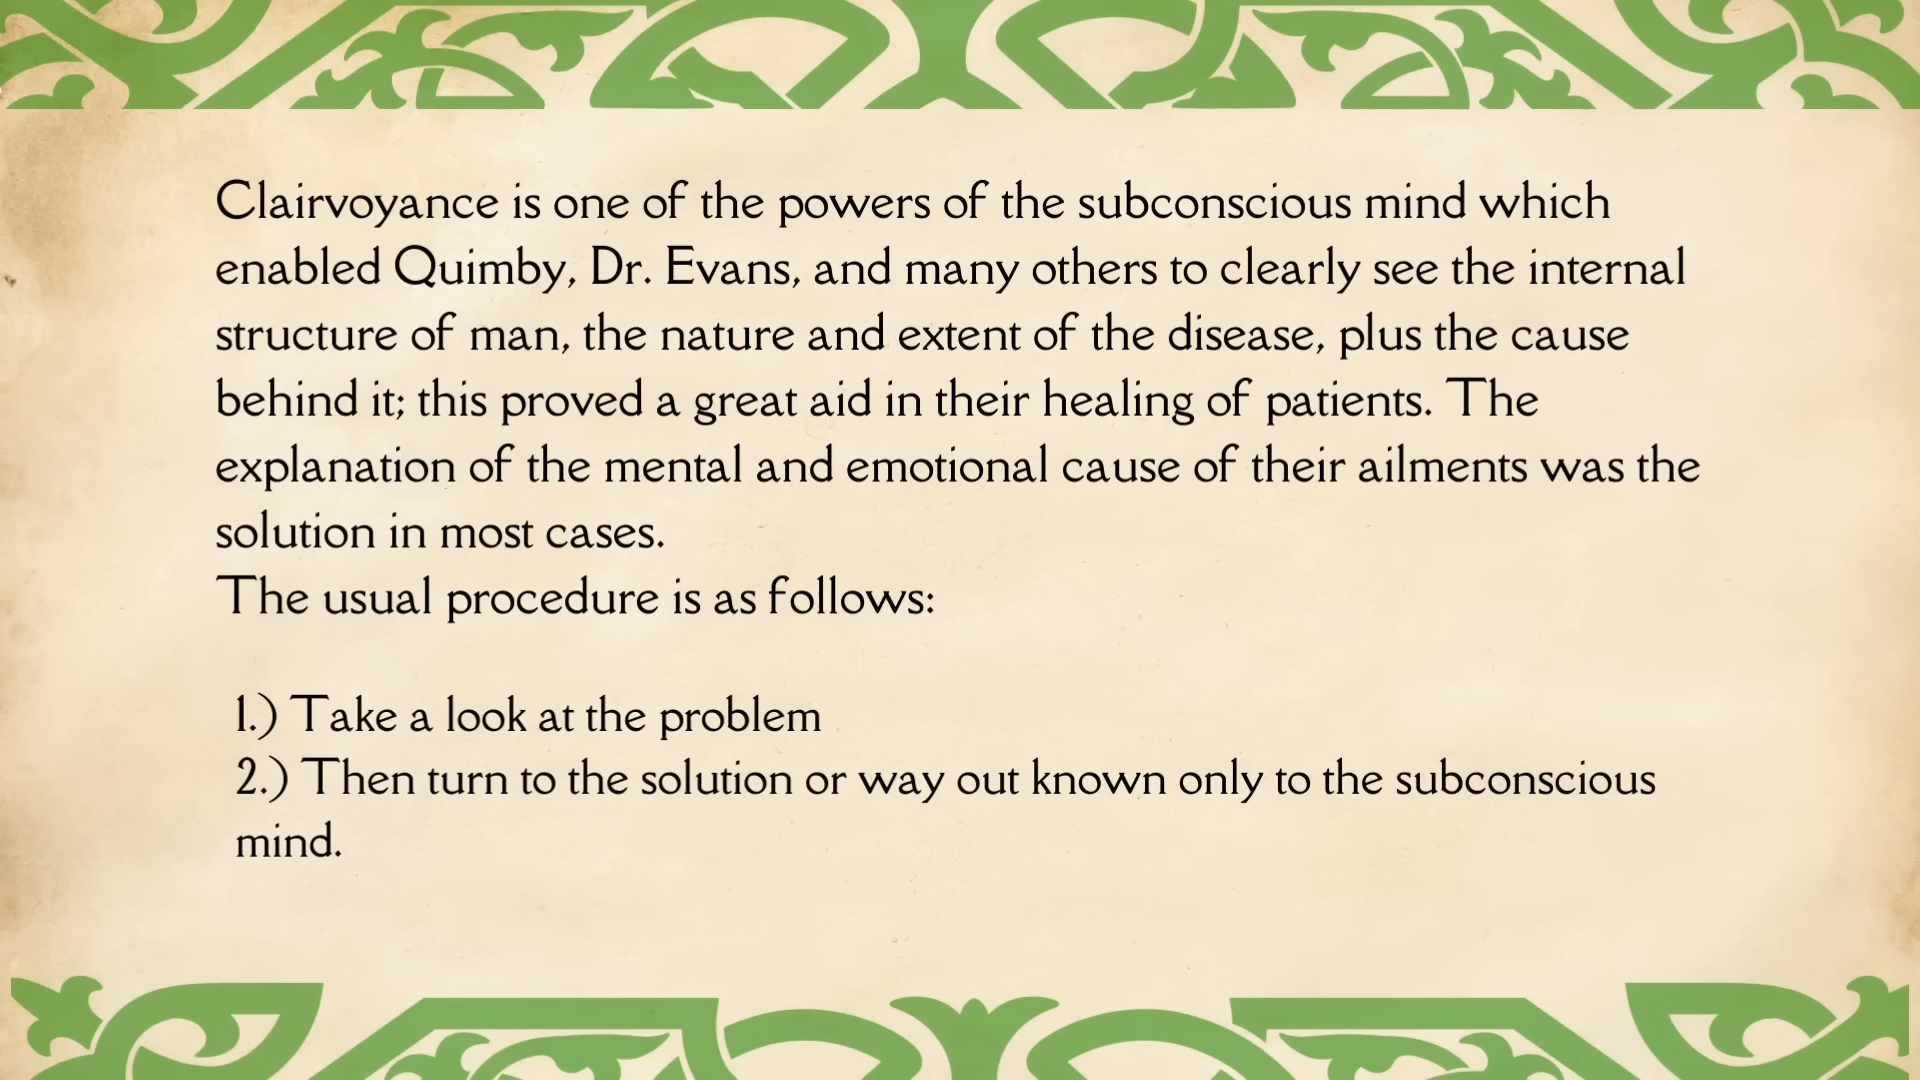 Clairvoyance is one of the powers of the subconscious mind which
enabled Quimby, Dr. Evans, and many others to clearly see the internal
structure of man, the nature and extent of the disease, plus the cause
behind it; this proved a great aid in their healing of patients. The
explanation of the mental and emotional cause of their ailments was the
solution in most cases.
The usual procedure is as follows:
1.) Take a look at the problem
2.) Then turn to the solution or way out known only to the subconscious
mind.